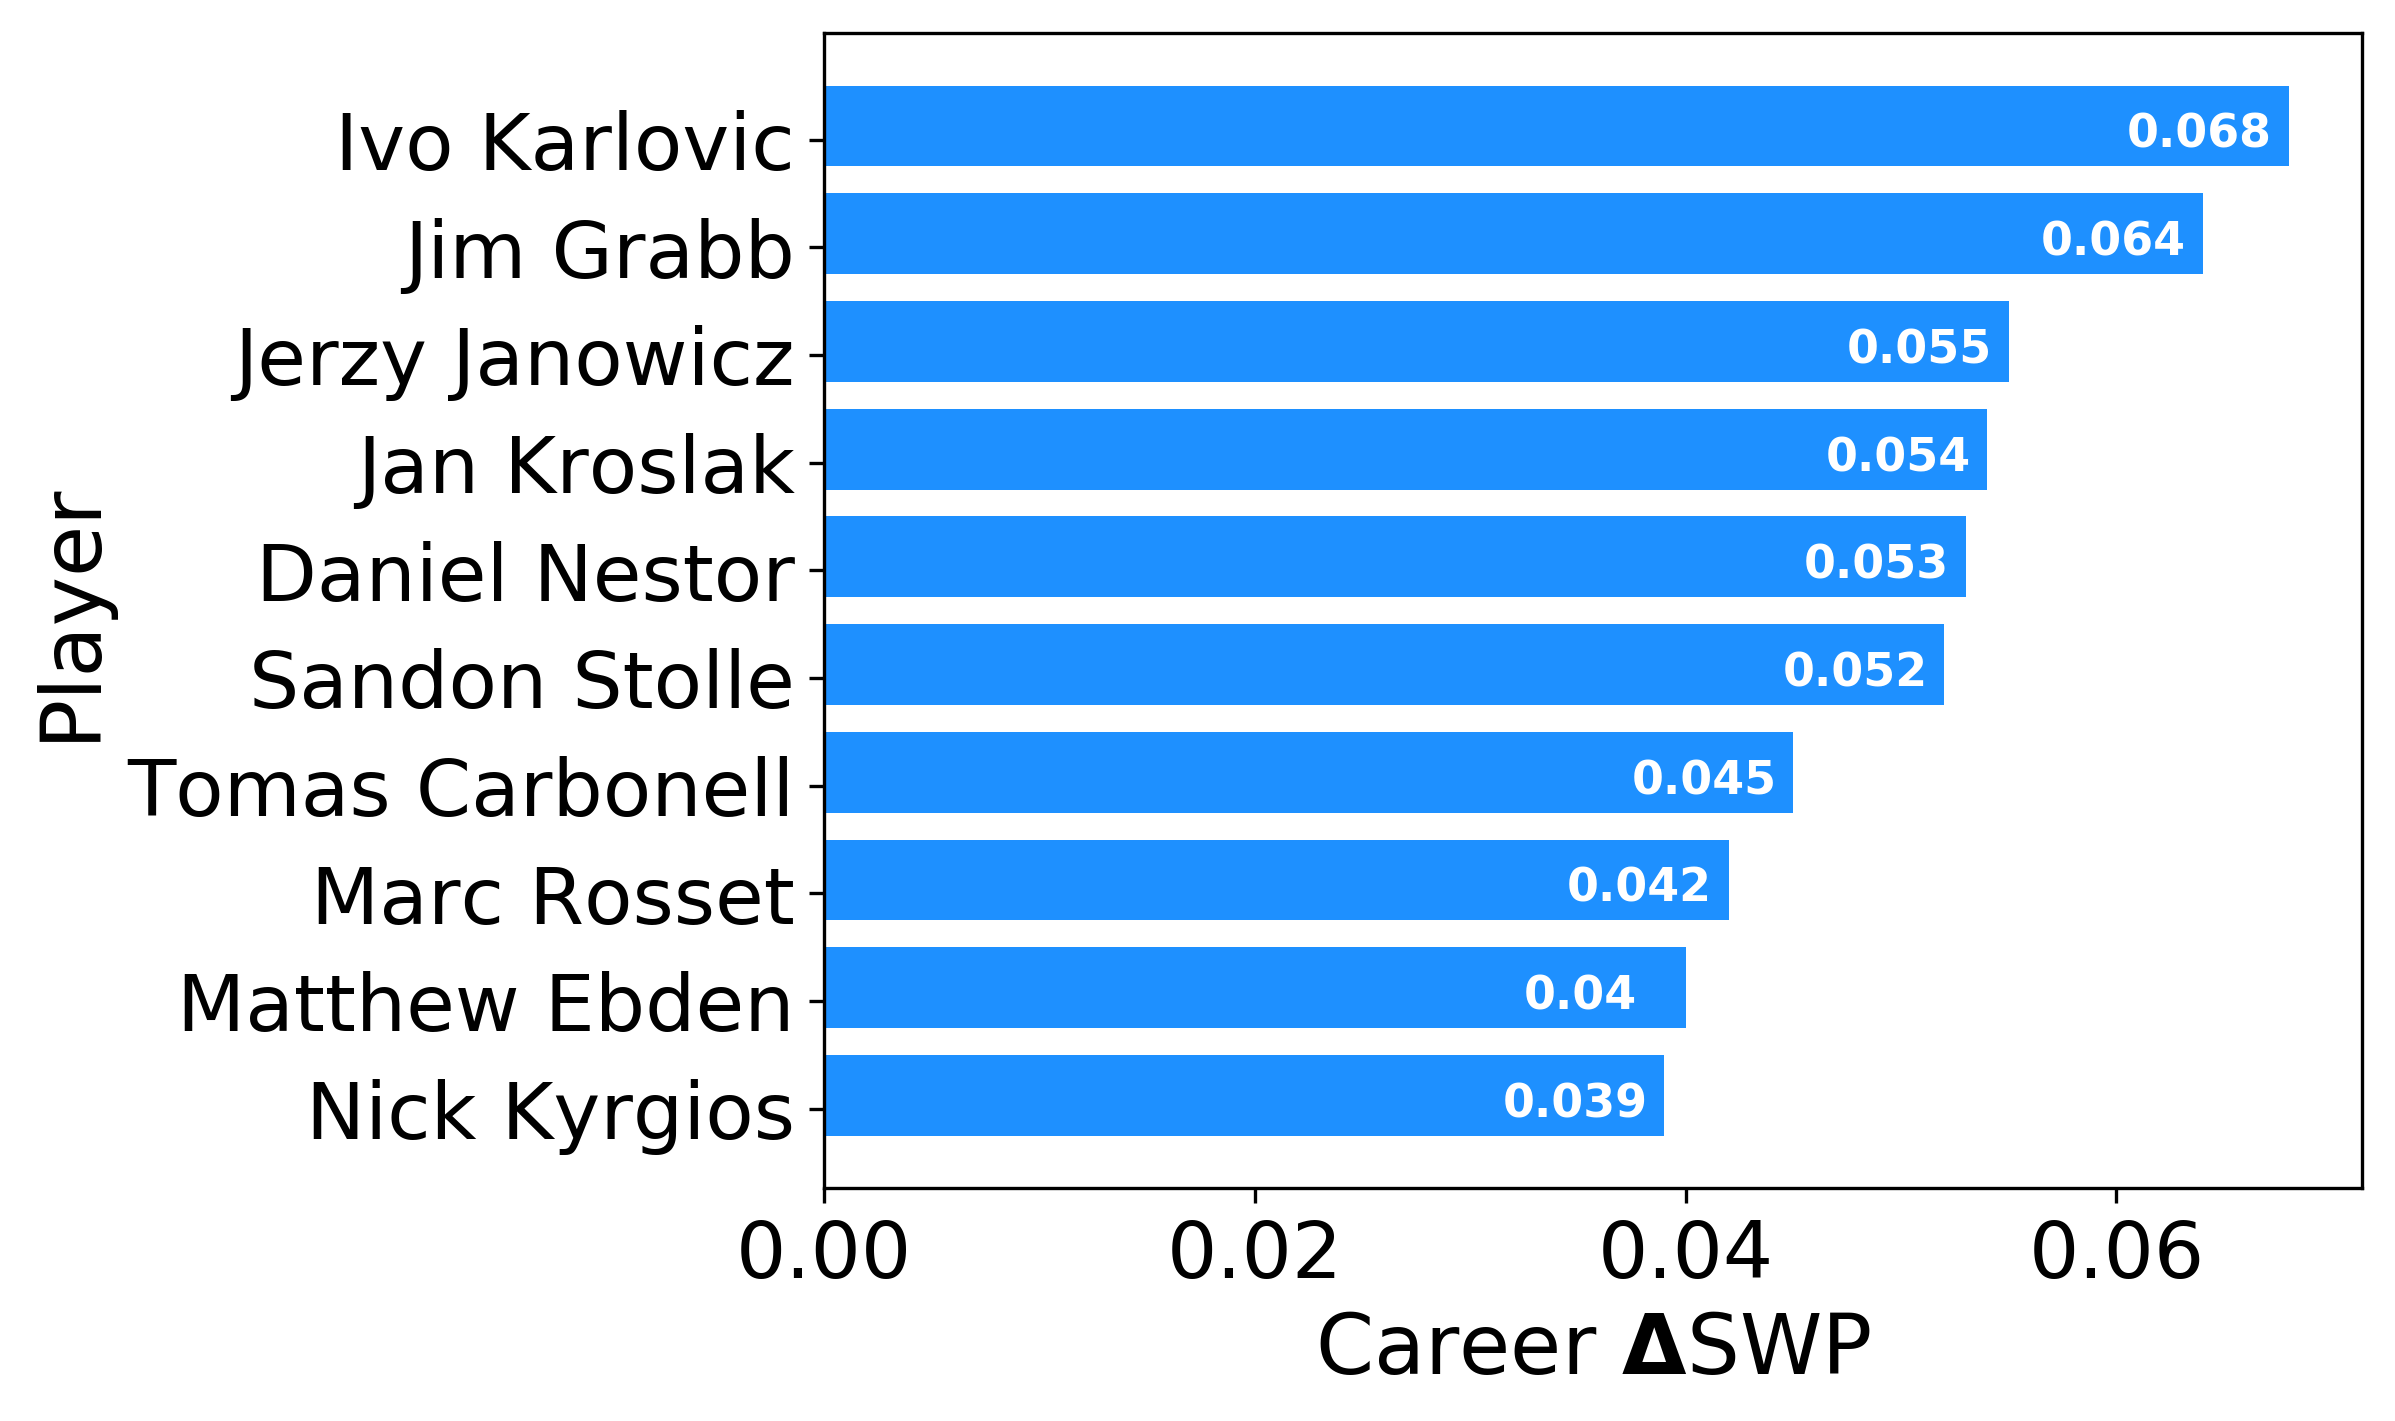 Player
Ivo Karlovic 0.068
Jim Grabb 0.064
Jerzy Janowicz 0.055
Jan Kroslak 0.054
Daniel Nestor 0.053
Sandon Stolle 0.052
Tomas Carbonell 0.045
Marc Rosset 0.042
Matthew Ebden 0.04
Nick Kyrgios 0.039
0.00 0.02 0.04 0.06
Career ΔSWP